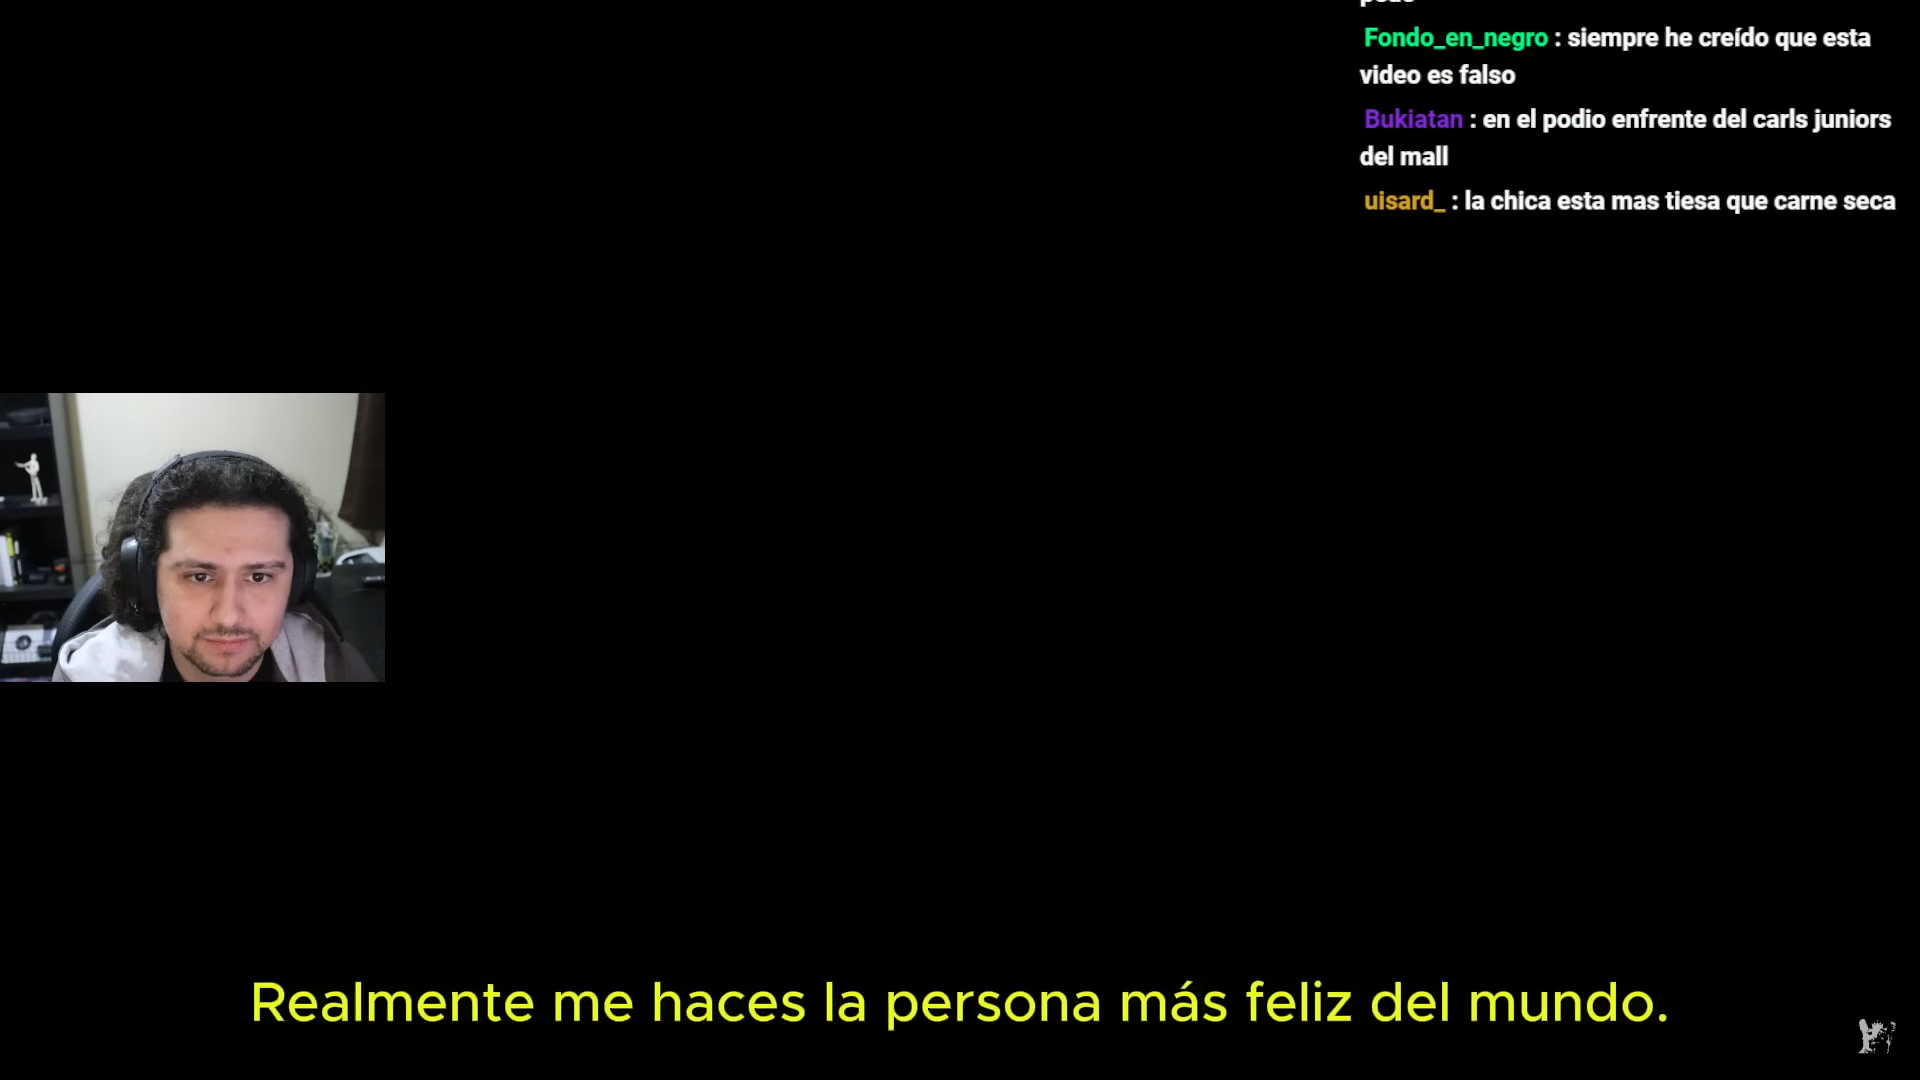 Fondo_en_negro : siempre he creído que esta
video es falso
Bukiatan : en el podio enfrente del carls juniors
del mall
uisard_ : la chica esta mas tiesa que carne seca
Realmente me haces la persona más feliz del mundo.